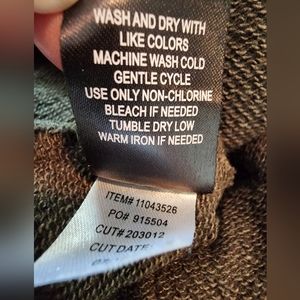 WASH AND DRY WITH
LIKE COLORS
MACHINE WASH COLD
GENTLE CYCLE
USE ONLY NON-CHLORINE
BLEACH IF NEEDED
TUMBLE DRY LOW
WARM IRON IF NEEDED
ITEM# 11043526
PO# 915504
CUT# 203012
CUT DATE: